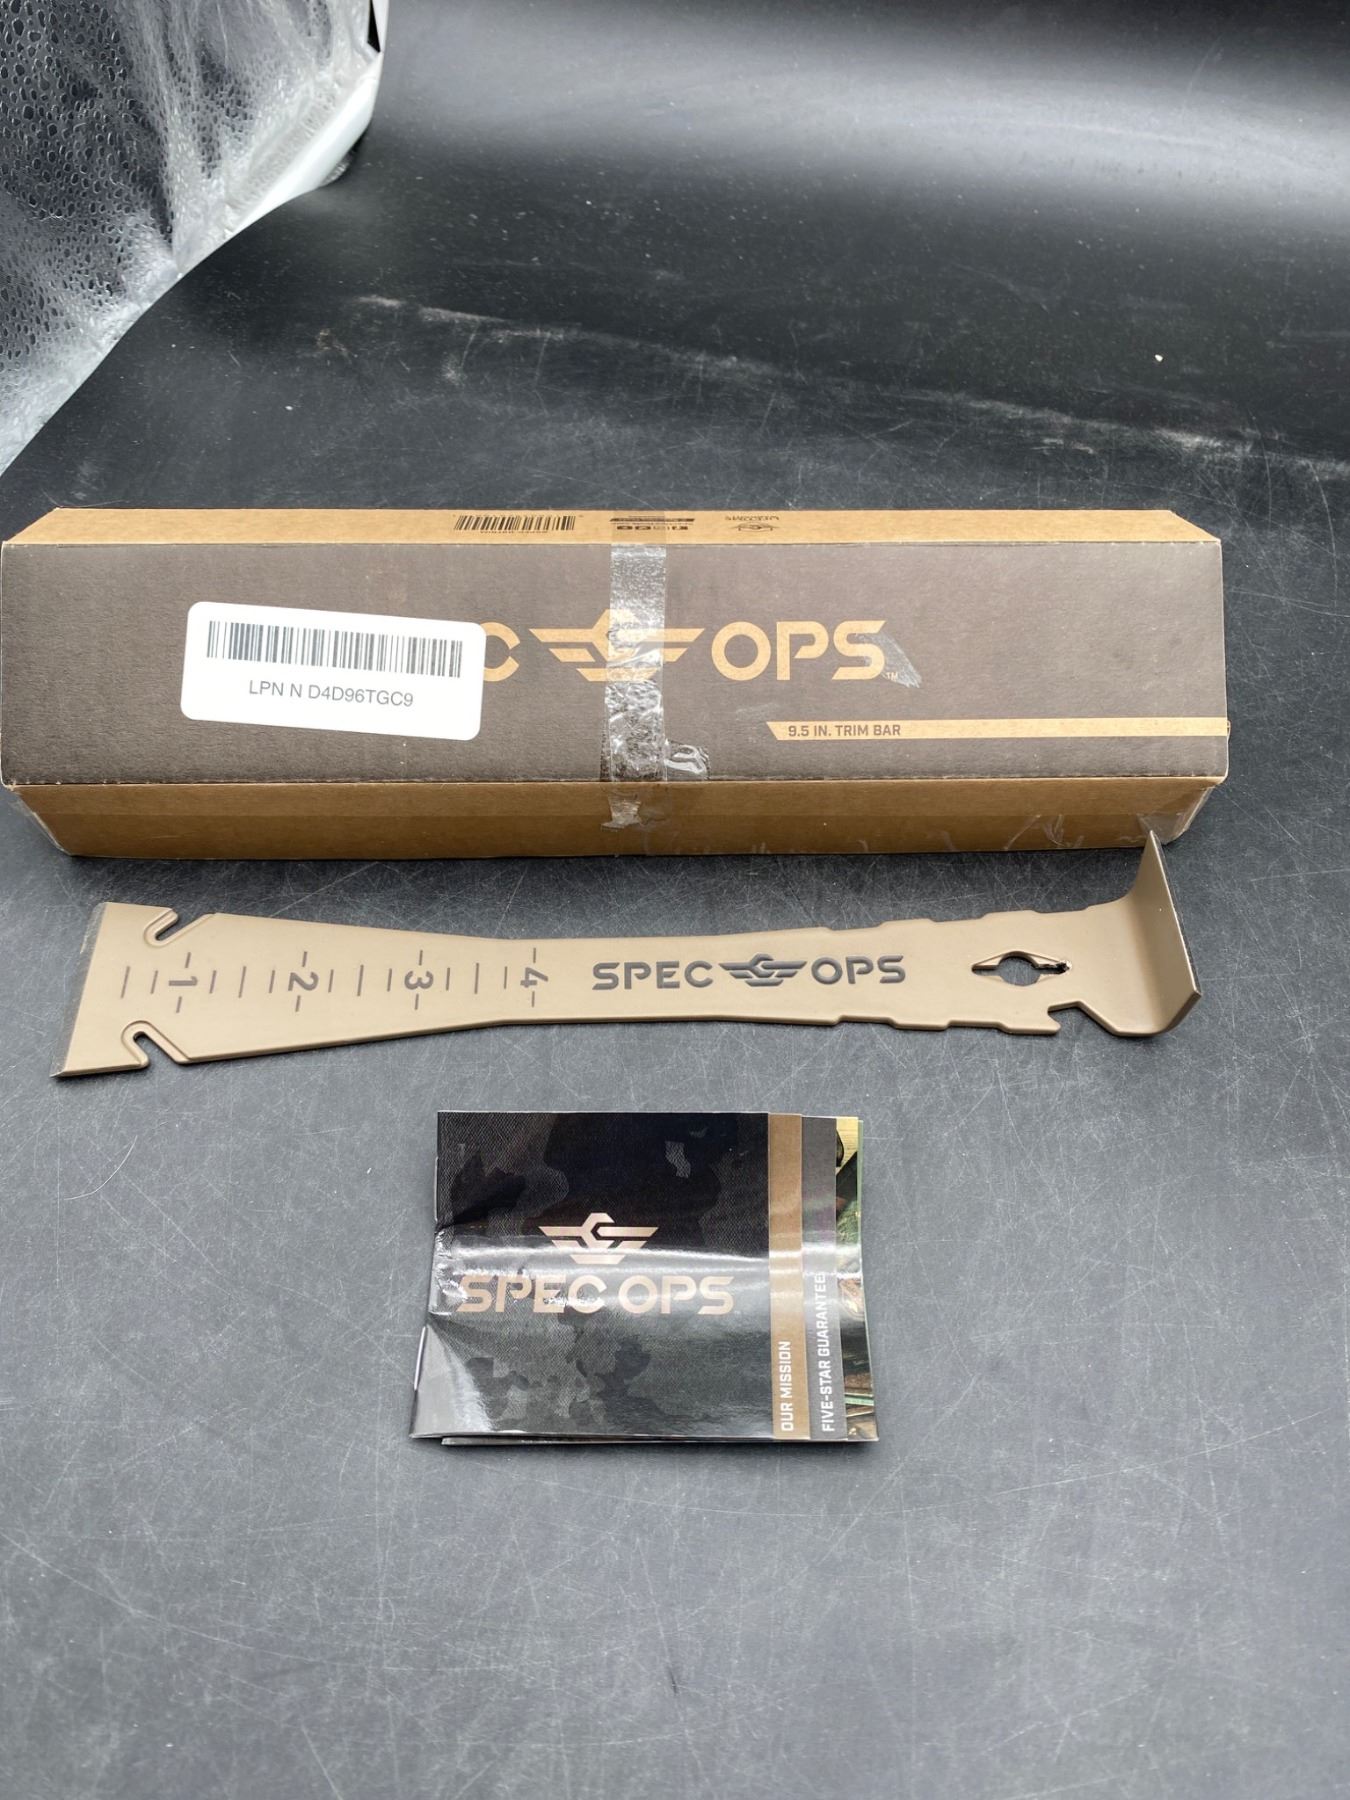 C OPS™
LPN N D4D96TGC9
9.5 IN. TRIM BAR
1 2 3 4 SPEC OPS
SPEC OPS
OUR MISSION
FIVE-STAR GUARANTEE